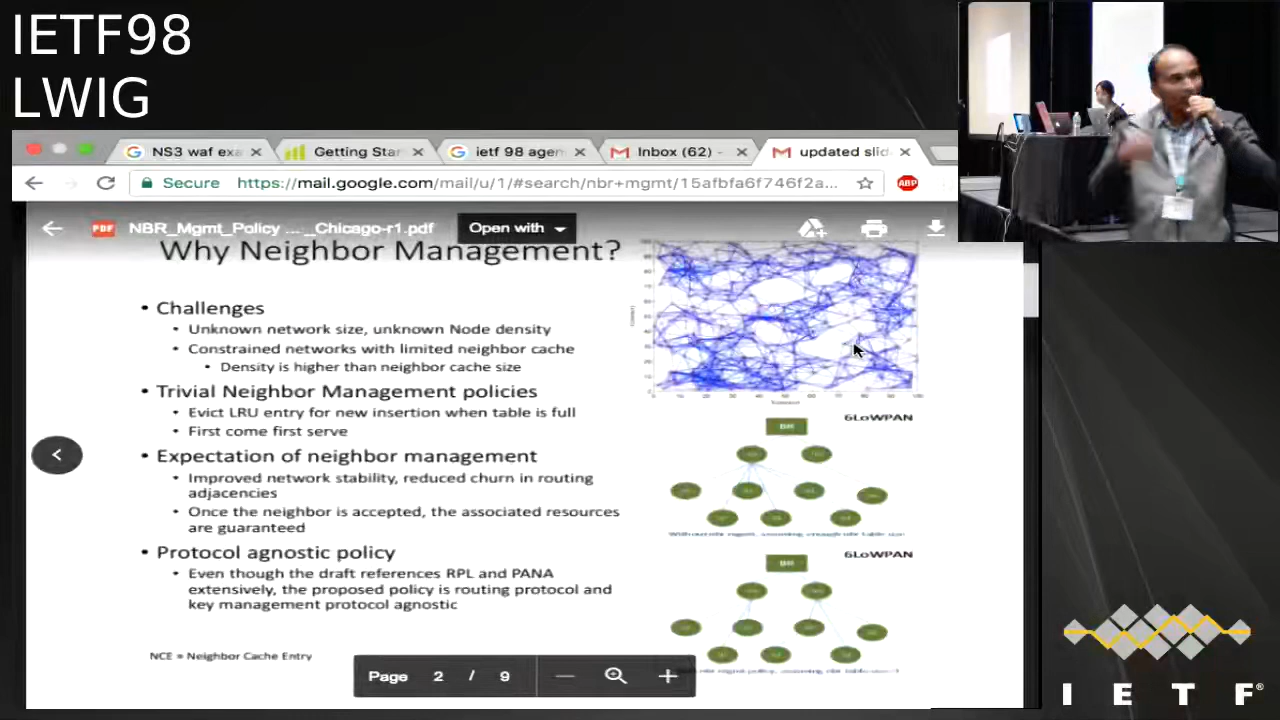 IETF98
LWIG
NS3 waf exa
Getting Star
ietf 98 agen
Inbox (62) -
updated slid
Secure https://mail.google.com/mail/u/1/#search/nbr+mgmt/15afbfa6f746f2a...
ABP
PDF NBR_Mgmt_Policy ... _Chicago-r1.pdf
Open with
Why Neighbor Management?
• Challenges
• Unknown network size, unknown Node density
• Constrained networks with limited neighbor cache
• Density is higher than neighbor cache size
• Trivial Neighbor Management policies
• Evict LRU entry for new insertion when table is full
• First come first serve
• Expectation of neighbor management
• Improved network stability, reduced churn in routing
adjacencies
• Once the neighbor is accepted, the associated resources
are guaranteed
• Protocol agnostic policy
• Even though the draft references RPL and PANA
extensively, the proposed policy is routing protocol and
key management protocol agnostic
NCE = Neighbor Cache Entry
6LoWPAN
BR
6LoWPAN
BR
Page 2 / 9
I E T F®